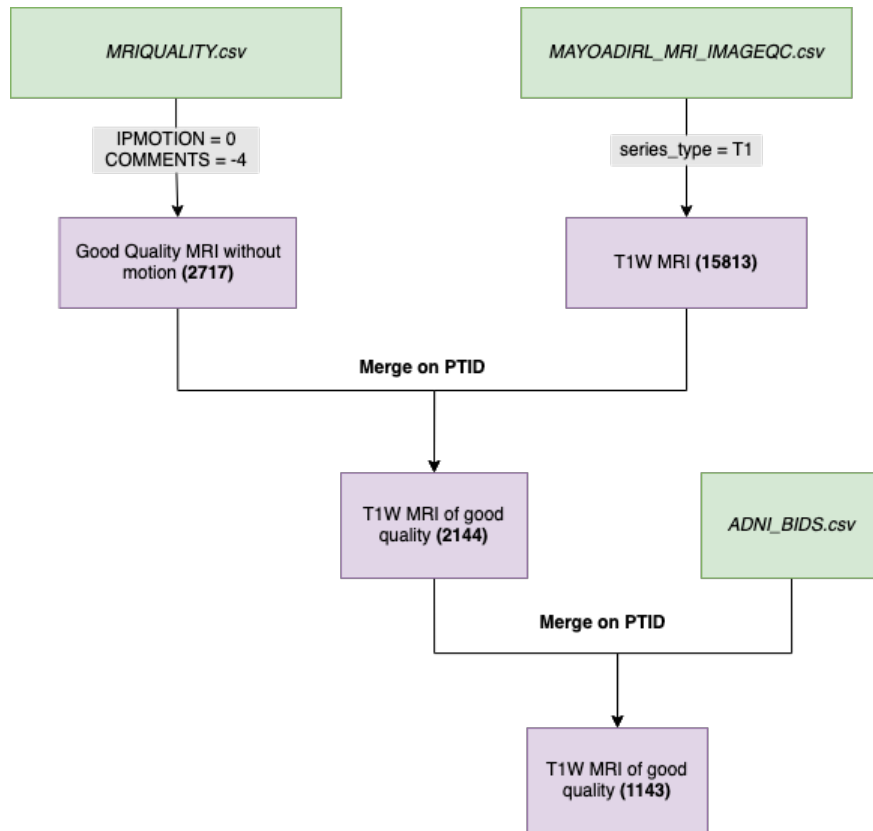 MRIQUALITY.csv
MAYOADIRL_MRI_IMAGEQC.csv
IPMOTION = 0
COMMENTS = -4
series_type = T1
Good Quality MRI without
motion (2717)
T1W MRI (15813)
Merge on PTID
T1W MRI of good
quality (2144)
ADNI_BIDS.csv
Merge on PTID
T1W MRI of good
quality (1143)